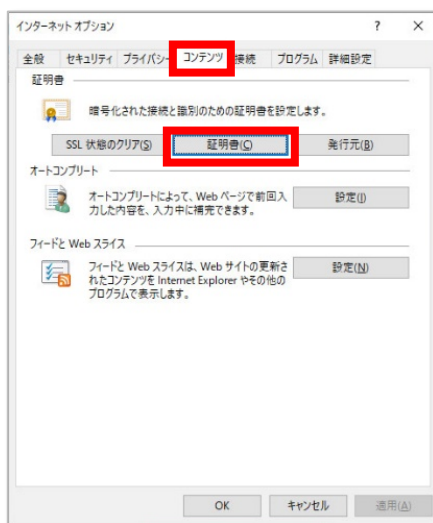 インターネット オプション
?
×
全般 セキュリティ プライバシー コンテンツ 接続 プログラム 詳細設定
証明書
暗号化された接続と識別のための証明書を設定します。
SSL 状態のクリア(S) 証明書(C) 発行元(B)
オートコンプリート
オートコンプリートによって、Web ページで前回入
力した内容を、入力中に補完できます。
設定(I)
フィードと Web スライス
フィードと Web スライスは、Web サイトの更新さ
れたコンテンツを Internet Explorer やその他の
プログラムで表示します。
設定(N)
OK キャンセル 適用(A)